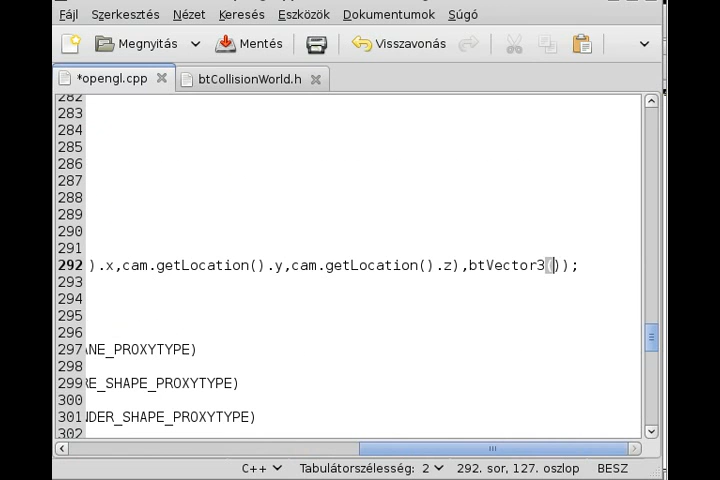 Fájl Szerkesztés Nézet Keresés Eszközök Dokumentumok Súgó
Megnyitás Mentés Visszavonás
*opengl.cpp btCollisionWorld.h
282
283
284
285
286
287
288
289
290
291
292 ).x,cam.getLocation().y,cam.getLocation().z),btVector3());
293
294
295
296
297 ANE_PROXYTYPE)
298
299 RE_SHAPE_PROXYTYPE)
300
301 NDER_SHAPE_PROXYTYPE)
302
C++ Tabulátorszélesség: 2 292. sor, 127. oszlop BESZ